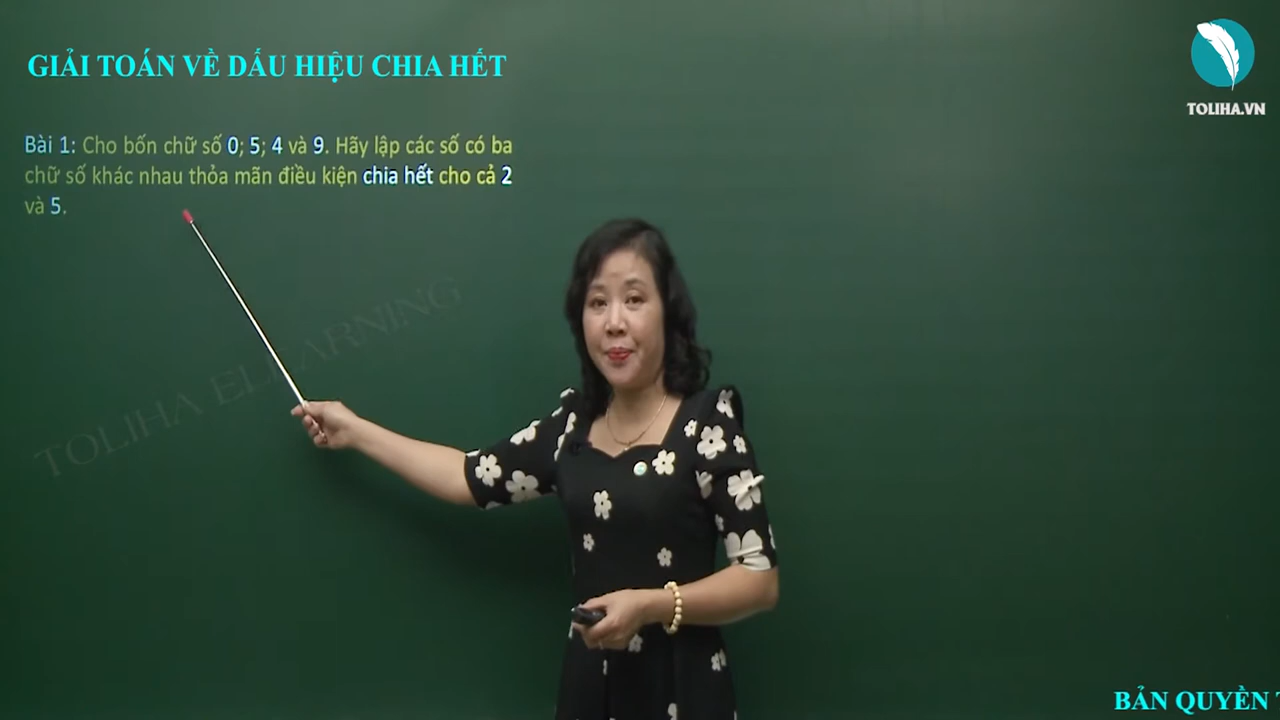 GIẢI TOÁN VỀ DẤU HIỆU CHIA HẾT
TOLIHA.VN
Bài 1: Cho bốn chữ số 0; 5; 4 và 9. Hãy lập các số có ba
chữ số khác nhau thỏa mãn điều kiện chia hết cho cả 2
và 5.
TOLIHA ELEARNING
BẢN QUYỀN